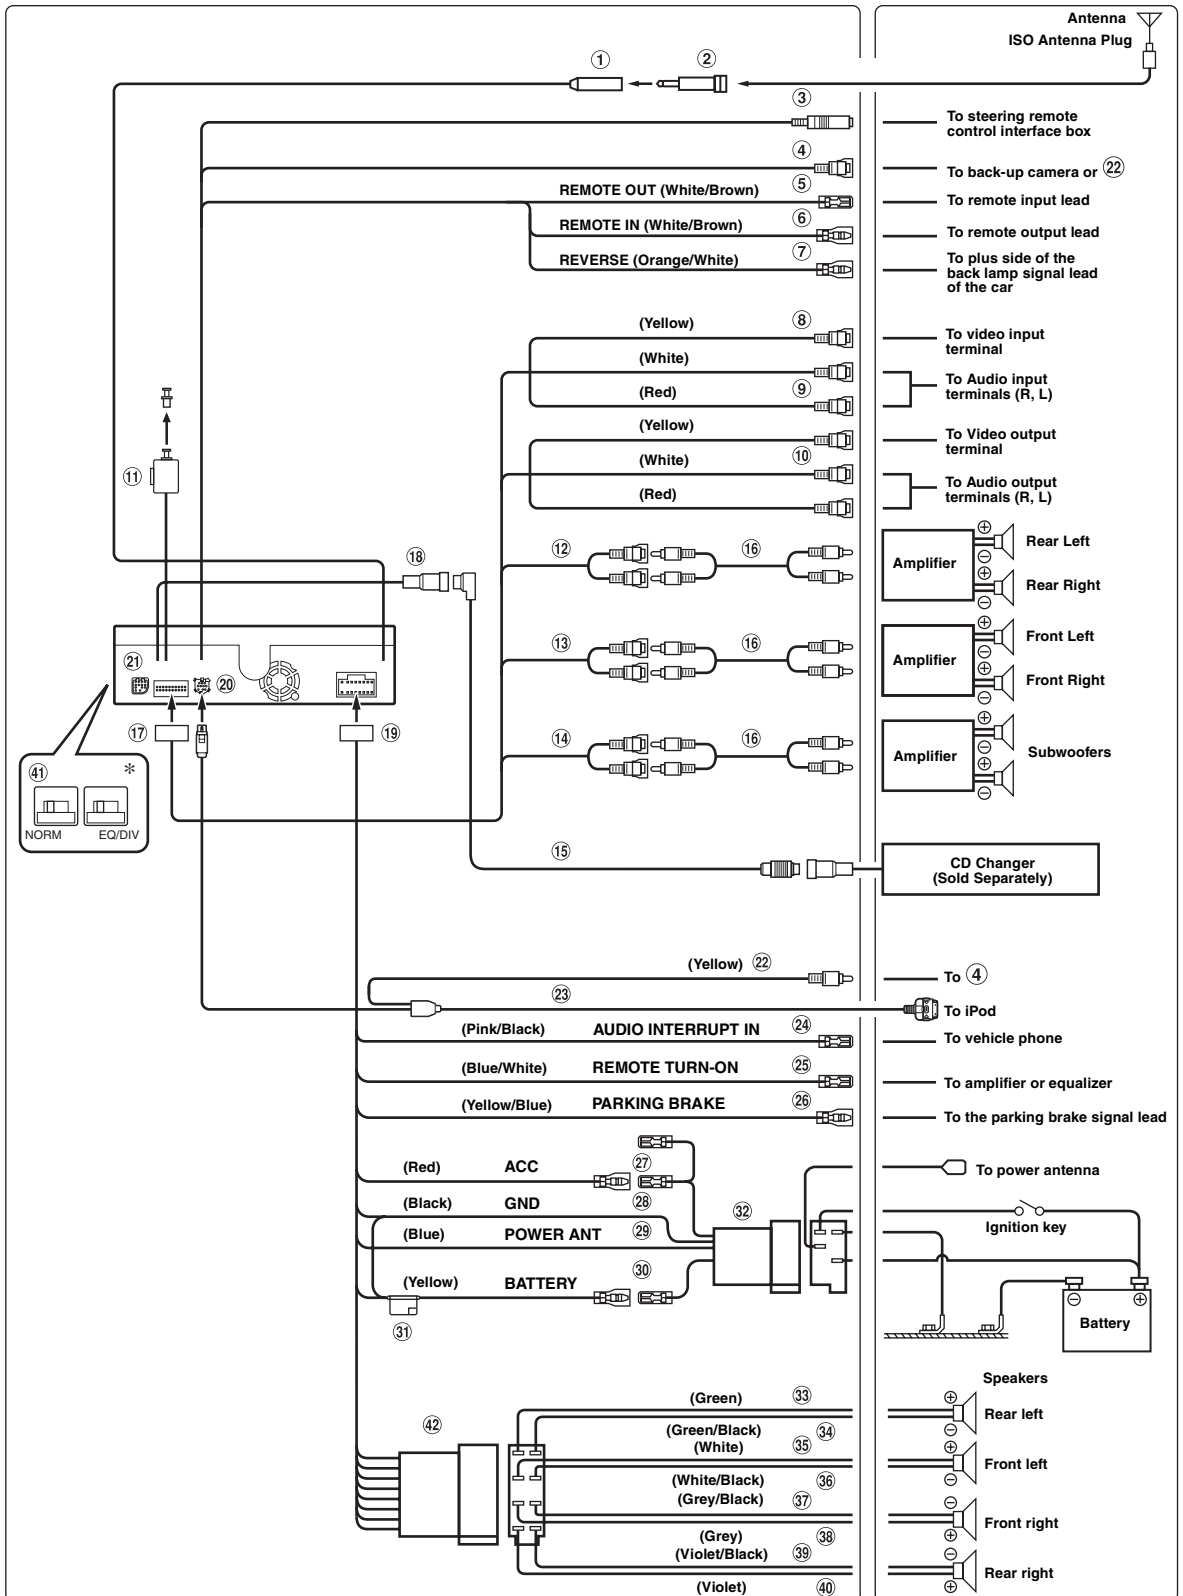 Antenna
ISO Antenna Plug
① ②
③
To steering remote
control interface box
④
To back-up camera or ㉒
REMOTE OUT (White/Brown) ⑤
To remote input lead
REMOTE IN (White/Brown) ⑥
To remote output lead
REVERSE (Orange/White) ⑦
To plus side of the
back lamp signal lead
of the car
(Yellow) ⑧
To video input
terminal
(White)
(Red) ⑨
To Audio input
terminals (R, L)
(Yellow)
To Video output
terminal
(White) ⑩
(Red)
To Audio output
terminals (R, L)
⑪
⑫ ⑯
Amplifier
⊕
⊖
⊕
⊖
Rear Left
Rear Right
⑱
⑬ ⑯
Amplifier
⊕
⊖
⊕
⊖
Front Left
Front Right
㉑ ⑳
⑰ ⑲
⑭ ⑯
Amplifier
⊕
⊖
⊕
⊖
Subwoofers
㊶ *
NORM EQ/DIV
⑮
CD Changer
(Sold Separately)
(Yellow) ㉒
To ④
㉓
To iPod
(Pink/Black) AUDIO INTERRUPT IN ㉔
To vehicle phone
(Blue/White) REMOTE TURN-ON ㉕
To amplifier or equalizer
(Yellow/Blue) PARKING BRAKE ㉖
To the parking brake signal lead
(Red) ACC ㉗
To power antenna
(Black) GND ㉘ ㉜
Ignition key
(Blue) POWER ANT ㉙
(Yellow) BATTERY ㉚
㉛
⊖ ⊕
Battery
Speakers
(Green) ㉝
⊕
Rear left
⊖
㊷
(Green/Black) ㉞
(White) ㉟
⊕
Front left
⊖
(White/Black) ㊱
(Grey/Black) ㊲
⊖
Front right
⊕
(Grey) ㊳
(Violet/Black) ㊴
⊖
Rear right
⊕
(Violet) ㊵